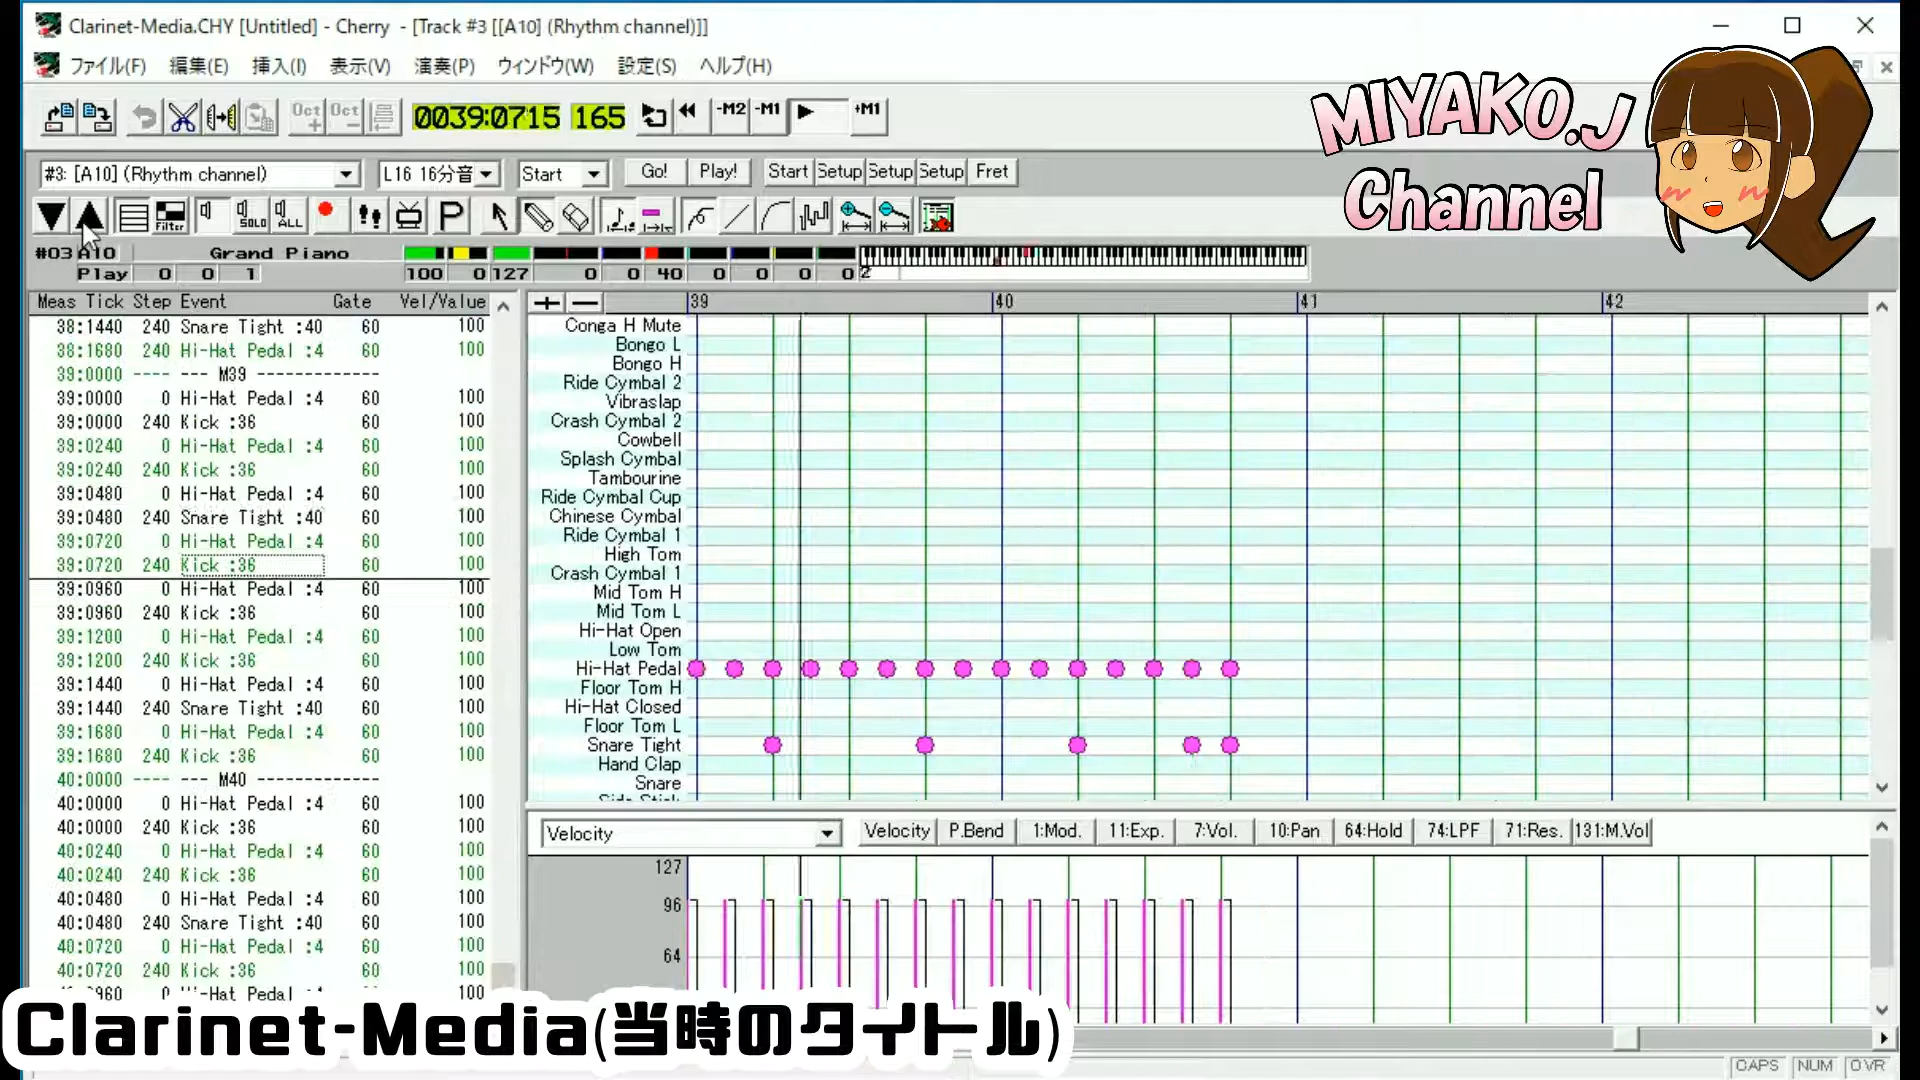 Clarinet-Media.CHY [Untitled] - Cherry - [Track #3 [[A10] (Rhythm channel)]]
ファイル(F) 編集(E) 挿入(I) 表示(V) 演奏(P) ウィンドウ(W) 設定(S) ヘルプ(H)
MIYAKO.J
Channel
Oct + Oct - 0039:0715 165 -M2 -M1 +M1
#3: [A10] (Rhythm channel) L16 16分音 Start Go! Play! Start Setup Setup Setup Fret
Filter SOLO ALL P
#03 A10 Grand Piano
Play 0 0 1 100 0 127 0 0 40 0 0 0 0 2
Meas Tick Step Event Gate Vel/Value
38:1440 240 Snare Tight :40 60 100
38:1680 240 Hi-Hat Pedal :4 60 100
39:0000 ---- --- M39 -------------
39:0000 0 Hi-Hat Pedal :4 60 100
39:0000 240 Kick :36 60 100
39:0240 0 Hi-Hat Pedal :4 60 100
39:0240 240 Kick :36 60 100
39:0480 0 Hi-Hat Pedal :4 60 100
39:0480 240 Snare Tight :40 60 100
39:0720 0 Hi-Hat Pedal :4 60 100
39:0720 240 Kick :36 60 100
39:0960 0 Hi-Hat Pedal :4 60 100
39:0960 240 Kick :36 60 100
39:1200 0 Hi-Hat Pedal :4 60 100
39:1200 240 Kick :36 60 100
39:1440 0 Hi-Hat Pedal :4 60 100
39:1440 240 Snare Tight :40 60 100
39:1680 0 Hi-Hat Pedal :4 60 100
39:1680 240 Kick :36 60 100
40:0000 ---- --- M40 -------------
40:0000 0 Hi-Hat Pedal :4 60 100
40:0000 240 Kick :36 60 100
40:0240 0 Hi-Hat Pedal :4 60 100
40:0240 240 Kick :36 60 100
40:0480 0 Hi-Hat Pedal :4 60 100
40:0480 240 Snare Tight :40 60 100
40:0720 0 Hi-Hat Pedal :4 60 100
40:0720 240 Kick :36 60 100
0 Hi-Hat Pedal :4 60 100
39 40 41 42
Conga H Mute
Bongo L
Bongo H
Ride Cymbal 2
Vibraslap
Crash Cymbal 2
Cowbell
Splash Cymbal
Tambourine
Ride Cymbal Cup
Chinese Cymbal
Ride Cymbal 1
High Tom
Crash Cymbal 1
Mid Tom H
Mid Tom L
Hi-Hat Open
Low Tom
Hi-Hat Pedal
Floor Tom H
Hi-Hat Closed
Floor Tom L
Snare Tight
Hand Clap
Snare
Side Stick
Velocity Velocity P.Bend 1:Mod. 11:Exp. 7:Vol. 10:Pan 64:Hold 74:LPF 71:Res. 131:M.Vol
127
96
64
Clarinet-Media(当時のタイトル)
CAPS NUM OVR